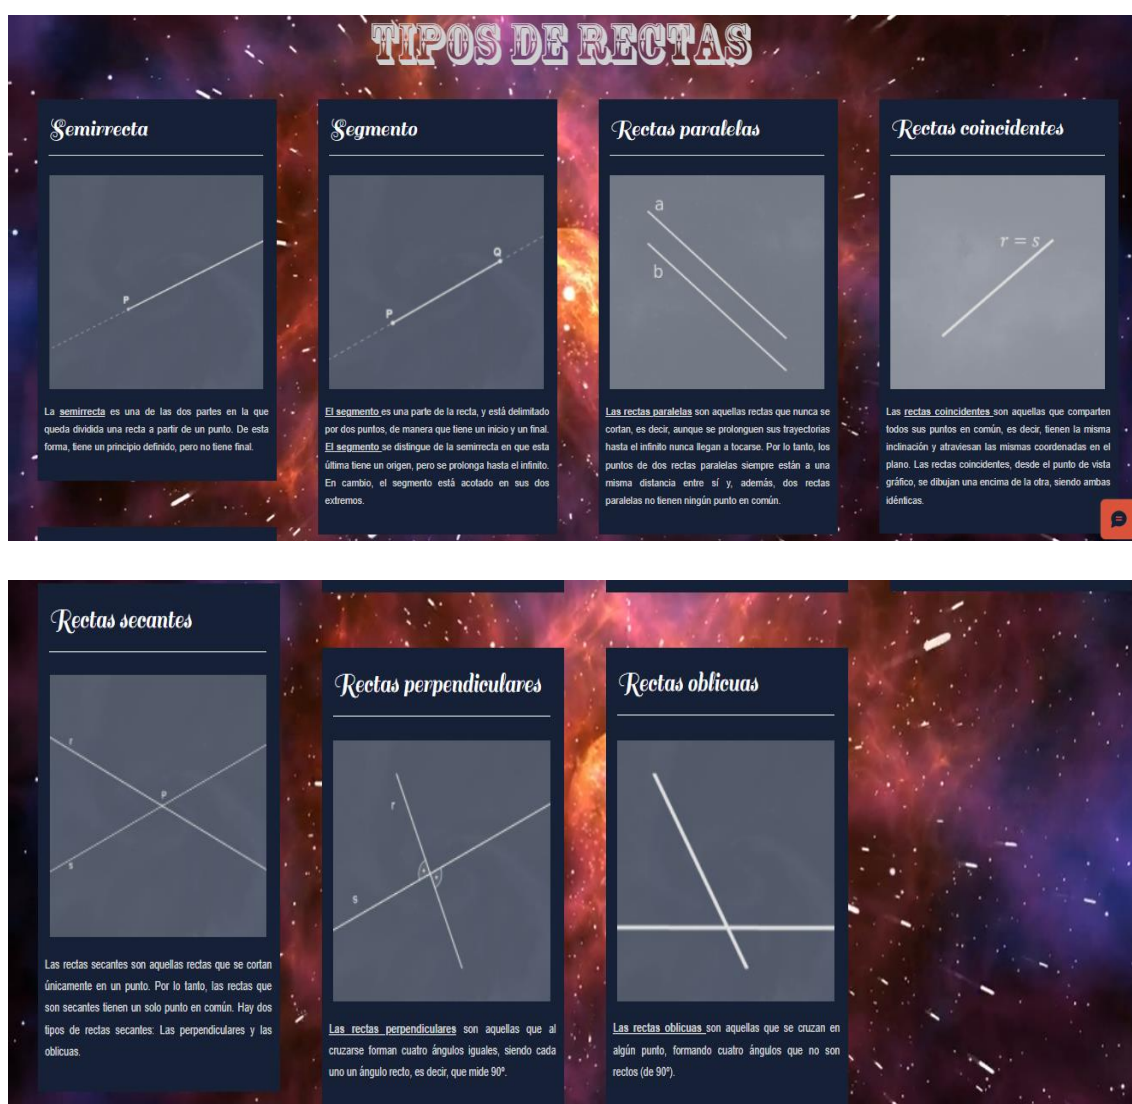 TIPOS DE RECTAS
Semirrecta
P
La semirrecta es una de las dos partes en la que
queda dividida una recta a partir de un punto. De esta
forma, tiene un principio definido, pero no tiene final.
Segmento
Q
P
El segmento es una parte de la recta, y está delimitado
por dos puntos, de manera que tiene un inicio y un final.
El segmento se distingue de la semirrecta en que esta
última tiene un origen, pero se prolonga hasta el infinito.
En cambio, el segmento está acotado en sus dos
extremos.
Rectas paralelas
a
b
Las rectas paralelas son aquellas rectas que nunca se
cortan, es decir, aunque se prolonguen sus trayectorias
hasta el infinito nunca llegan a tocarse. Por lo tanto, los
puntos de dos rectas paralelas siempre están a una
misma distancia entre sí y, además, dos rectas
paralelas no tienen ningún punto en común.
Rectas coincidentes
r = s
Las rectas coincidentes son aquellas que comparten
todos sus puntos en común, es decir, tienen la misma
inclinación y atraviesan las mismas coordenadas en el
plano. Las rectas coincidentes, desde el punto de vista
gráfico, se dibujan una encima de la otra, siendo ambas
idénticas.
Rectas secantes
r
P
s
Las rectas secantes son aquellas rectas que se cortan
únicamente en un punto. Por lo tanto, las rectas que
son secantes tienen un solo punto en común. Hay dos
tipos de rectas secantes: Las perpendiculares y las
oblicuas.
Rectas perpendiculares
r
s
Las rectas perpendiculares son aquellas que al
cruzarse forman cuatro ángulos iguales, siendo cada
uno un ángulo recto, es decir, que mide 90º.
Rectas oblicuas
Las rectas oblicuas son aquellas que se cruzan en
algún punto, formando cuatro ángulos que no son
rectos (de 90º).